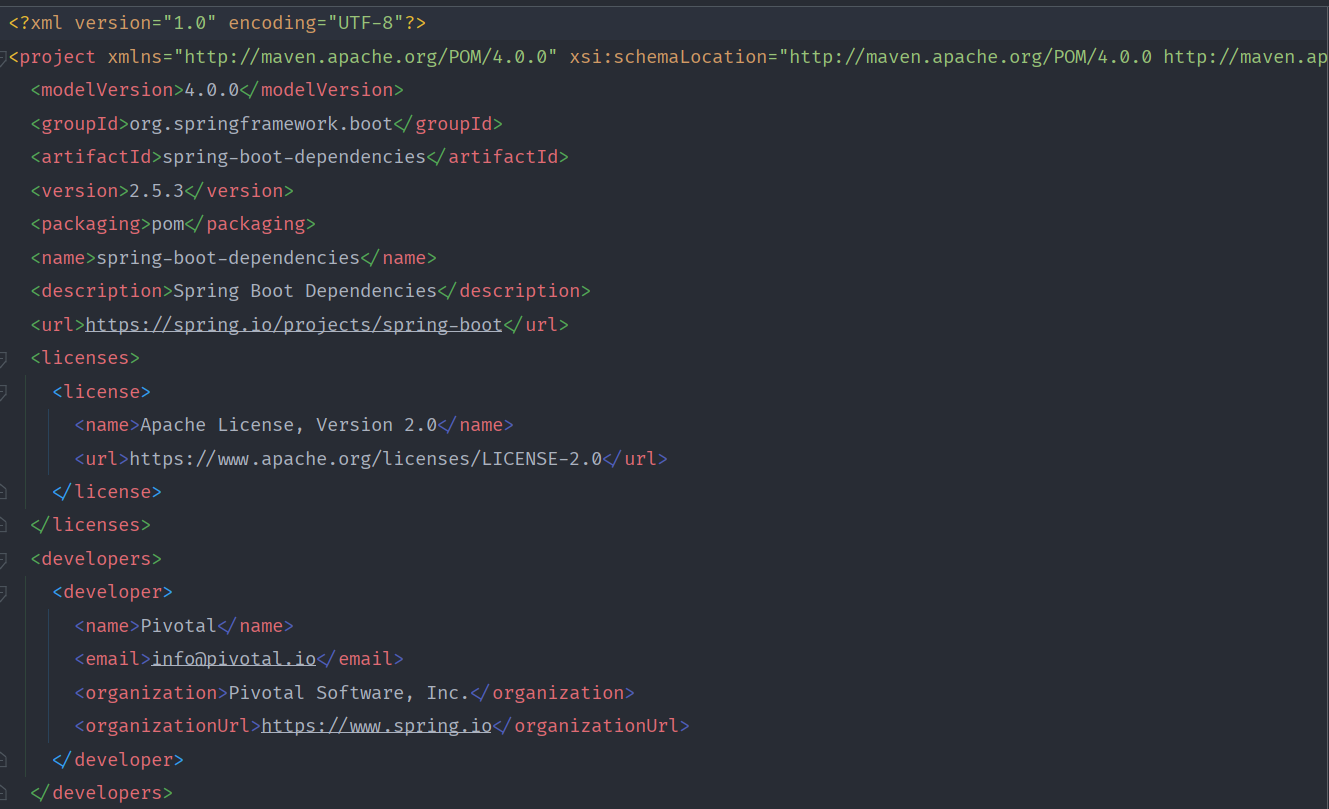 <?xml version="1.0" encoding="UTF-8"?>
<project xmlns="http://maven.apache.org/POM/4.0.0" xsi:schemaLocation="http://maven.apache.org/POM/4.0.0 http://maven.ap
<modelVersion>4.0.0</modelVersion>
<groupId>org.springframework.boot</groupId>
<artifactId>spring-boot-dependencies</artifactId>
<version>2.5.3</version>
<packaging>pom</packaging>
<name>spring-boot-dependencies</name>
<description>Spring Boot Dependencies</description>
<url>https://spring.io/projects/spring-boot</url>
<licenses>
<license>
<name>Apache License, Version 2.0</name>
<url>https://www.apache.org/licenses/LICENSE-2.0</url>
</license>
</licenses>
<developers>
<developer>
<name>Pivotal</name>
<email>info@pivotal.io</email>
<organization>Pivotal Software, Inc.</organization>
<organizationUrl>https://www.spring.io</organizationUrl>
</developer>
</developers>